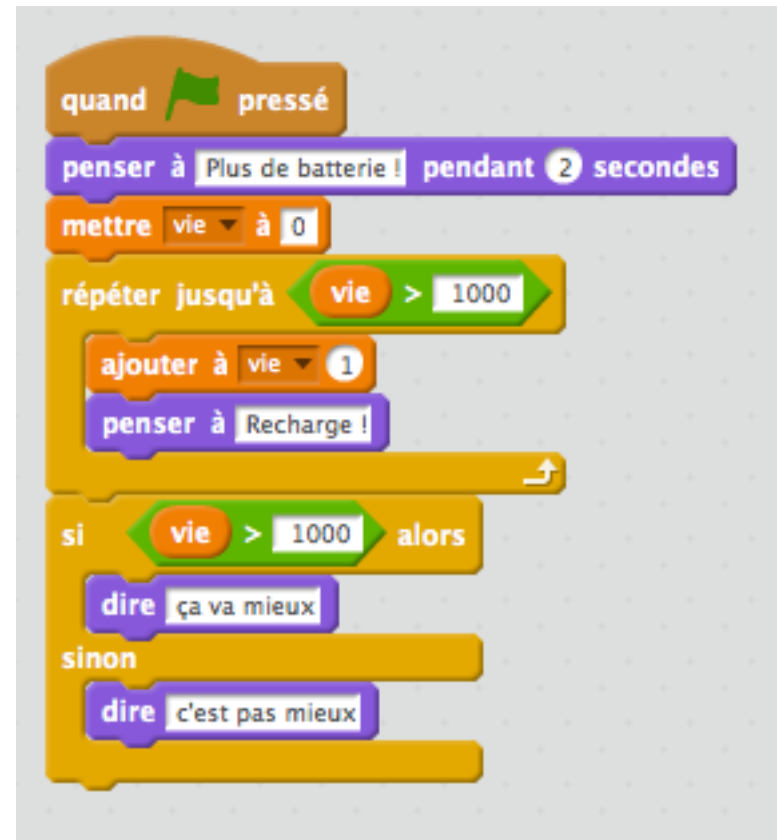 quand pressé
penser à Plus de batterie ! pendant 2 secondes
mettre vie à 0
répéter jusqu'à vie > 1000
ajouter à vie 1
penser à Recharge !
si vie > 1000 alors
dire ça va mieux
sinon
dire c'est pas mieux